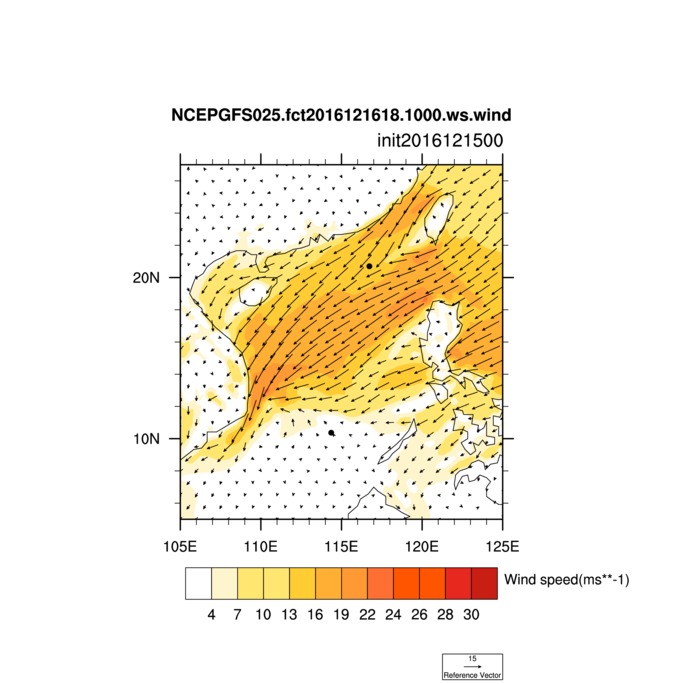 NCEPGFS025.fct2016121618.1000.ws.wind
init2016121500
20N
10N
105E 110E 115E 120E 125E
Wind speed(ms**-1)
4 7 10 13 16 19 22 24 26 28 30
15
Reference Vector